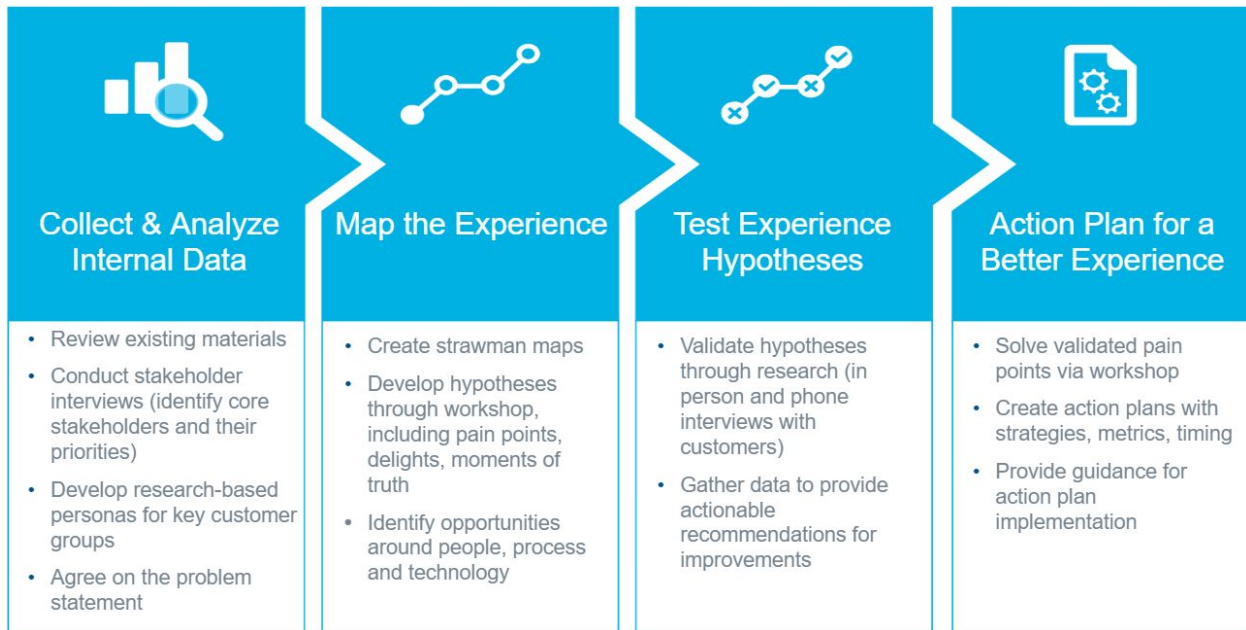 Collect & Analyze
Internal Data
• Review existing materials
• Conduct stakeholder
interviews (identify core
stakeholders and their
priorities)
• Develop research-based
personas for key customer
groups
• Agree on the problem
statement
Map the Experience
• Create strawman maps
• Develop hypotheses
through workshop,
including pain points,
delights, moments of
truth
• Identify opportunities
around people, process
and technology
Test Experience
Hypotheses
• Validate hypotheses
through research (in
person and phone
interviews with
customers)
• Gather data to provide
actionable
recommendations for
improvements
Action Plan for a
Better Experience
• Solve validated pain
points via workshop
• Create action plans with
strategies, metrics, timing
• Provide guidance for
action plan
implementation